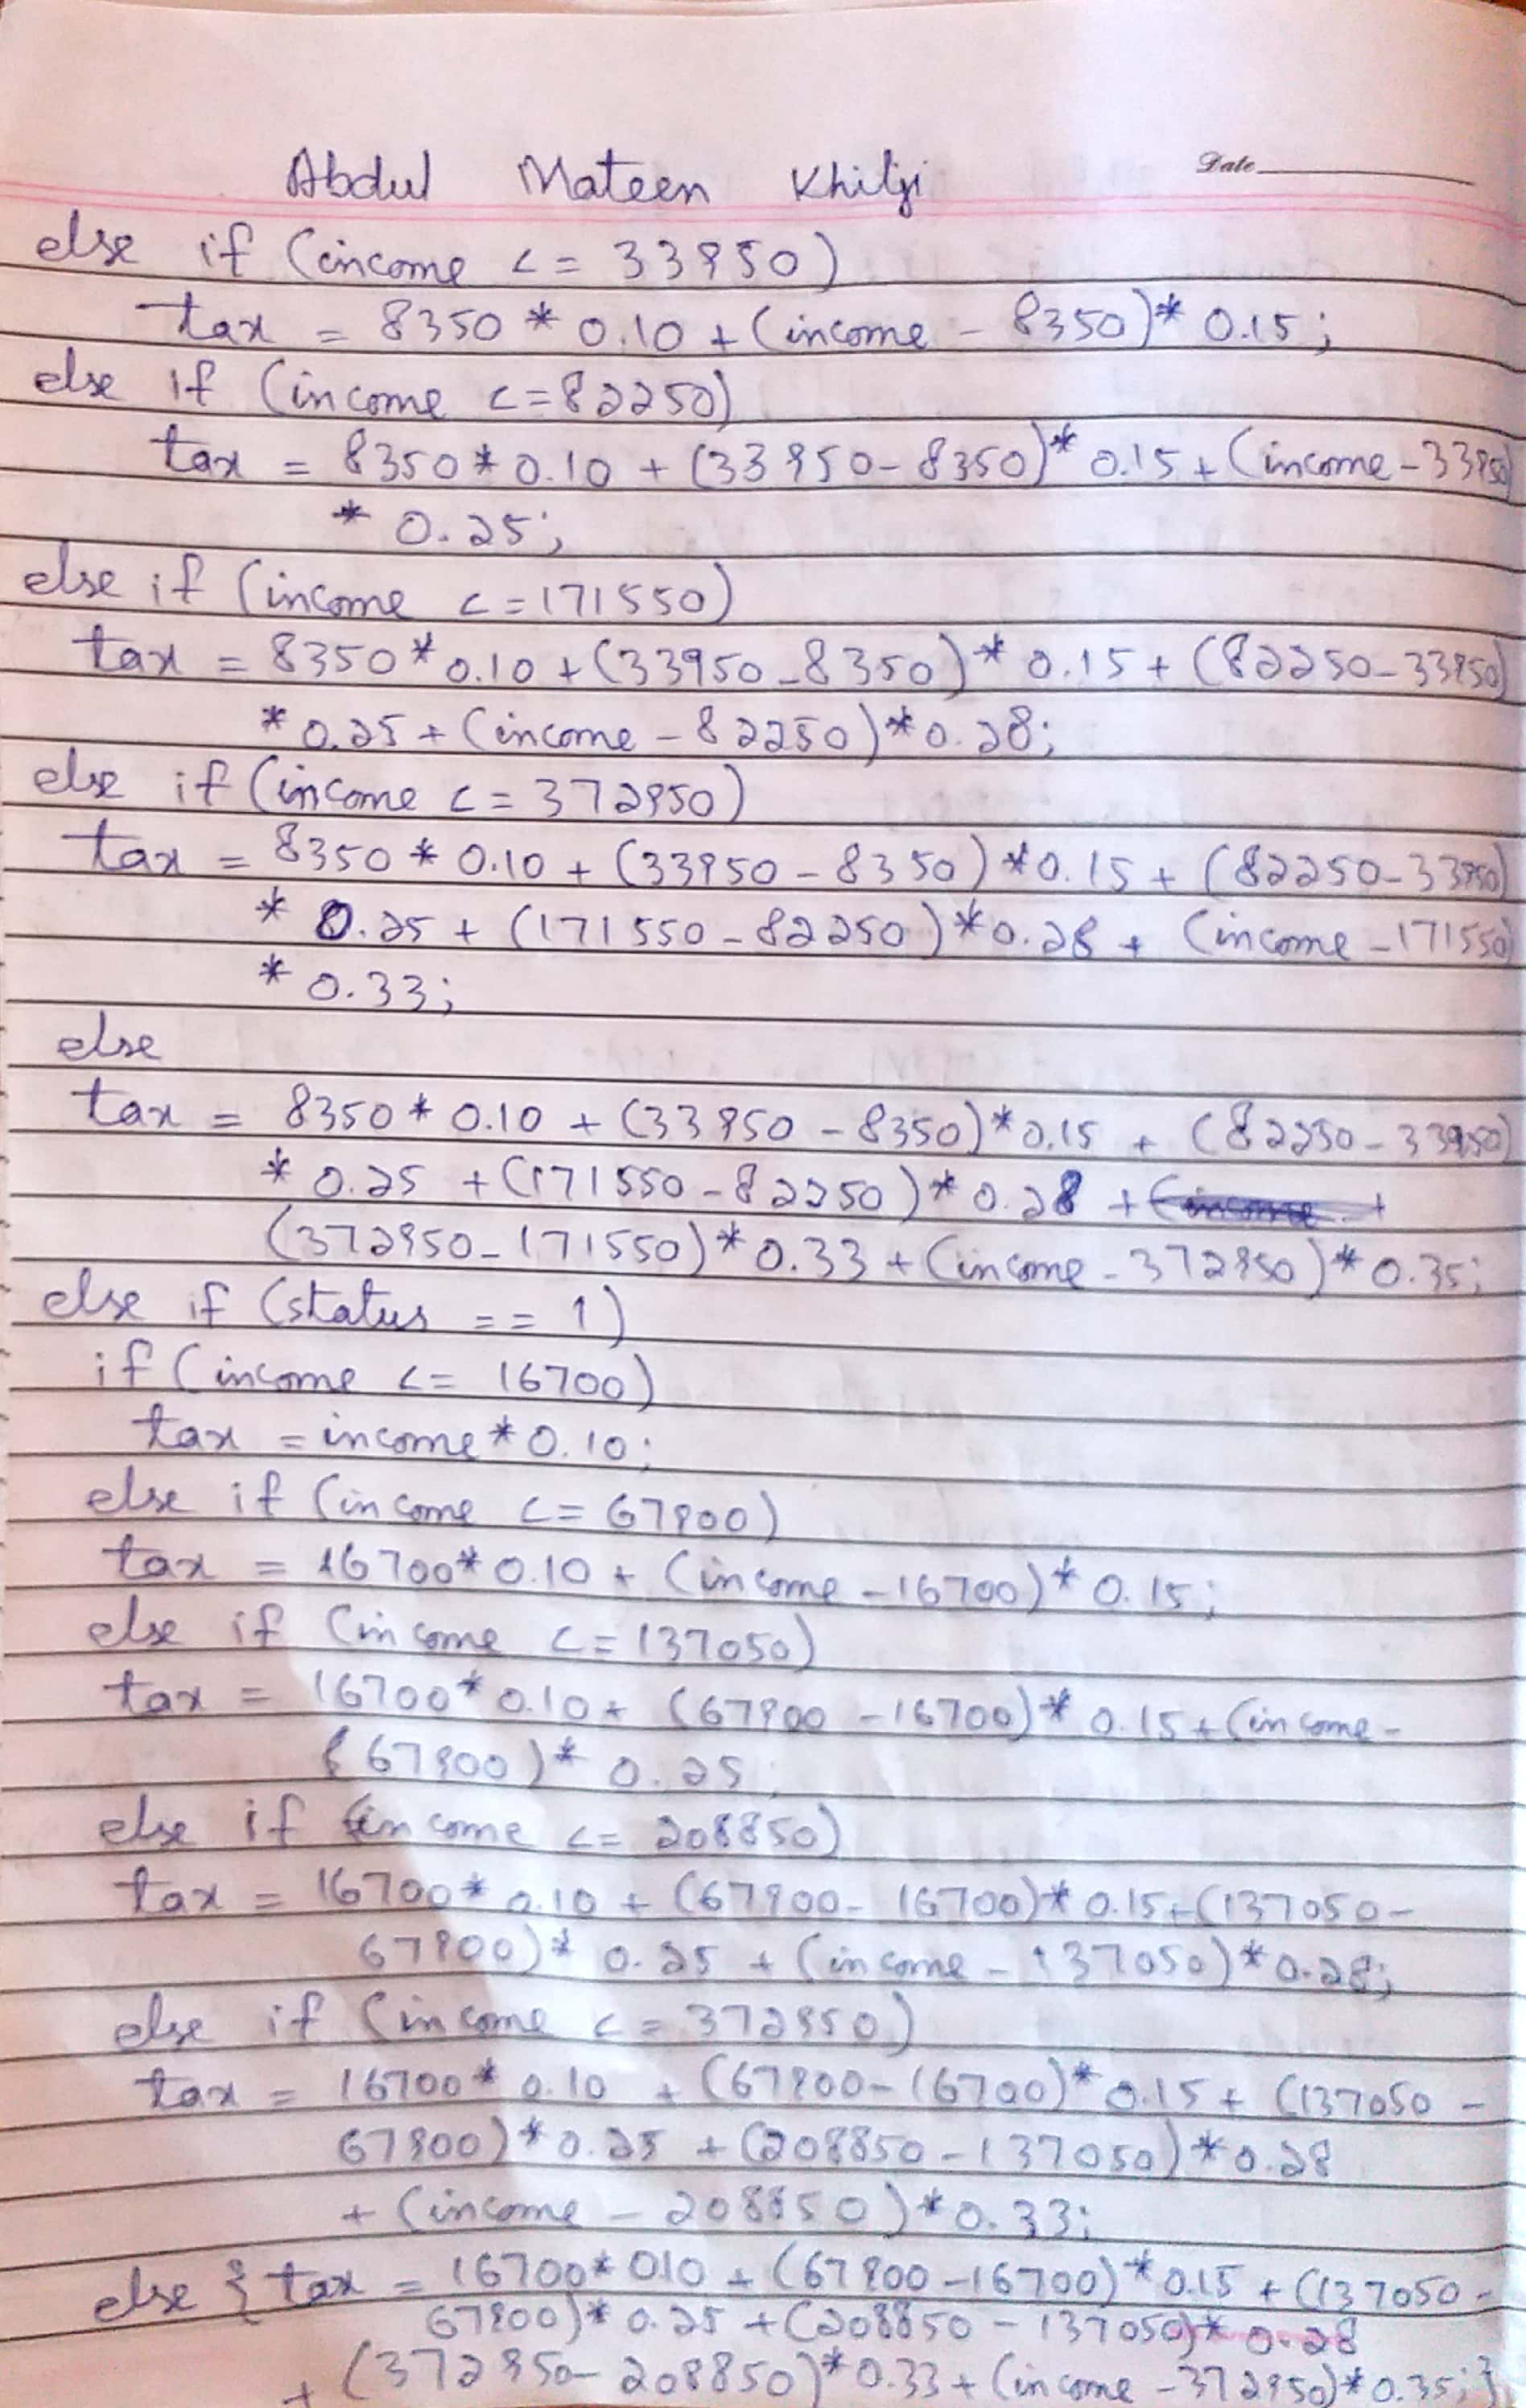 Abdul Mateen Khilji
Date
else if (income <= 33950)
tax = 8350 * 0.10 + (income - 8350)* 0.15;
else if (income <=82250)
tax = 8350 * 0.10 + (33950-8350)* 0.15 + (income-33950)
* 0.25;
else if (income <=171550)
tax = 8350* 0.10 + (33950-8350)* 0.15 + (82250-33950)
* 0.25 + (income - 82250)*0.28;
else if (income <= 372950)
tax = 8350 * 0.10 + (33950 - 8350) *0.15 + (82250-33950)
* 0.25 + (171550-82250)*0.28 + (income -171550)
* 0.33;
else
tax = 8350 * 0.10 + (33950 - 8350)*0.15 + (82250-33950)
* 0.25 + (171550-82250)* 0.28 +
(372950-171550)* 0.33 + (income - 372950)* 0.35;
else if (status == 1)
if (income <= 16700)
tax = income * 0.10;
else if (income <= 67900)
tax = 16700* 0.10 + (income -16700)* 0.15;
else if (income <= 137050)
tax = 16700* 0.10 + (67900 -16700)* 0.15 + (income-
67900)* 0.25;
else if (income <= 208850)
tax = 16700* 0.10 + (67900- 16700)* 0.15+(137050-
67900)* 0.25 + (income - 137050)*0.28;
else if (income <= 372950)
tax = 16700* 0.10 + (67900-16700)* 0.15 + (137050 -
67900)*0.25 + (208850-137050)*0.28
+ (income - 208850)*0.33;
else { tax = 16700* 010 + (67900-16700)*0.15 + (137050-
67900)* 0.25 + (208850 - 137050)* 0.28
+ (372950- 208850)*0.33 + (income -372950)* 0.35;}